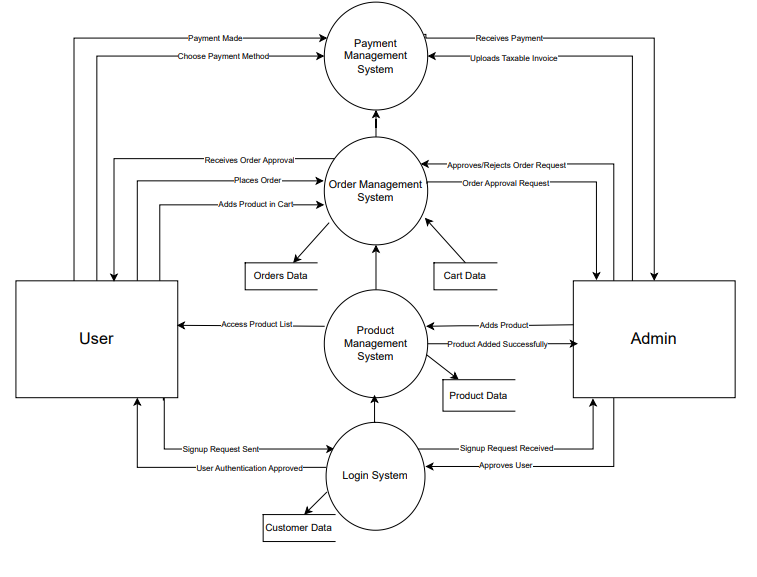 Payment Made
Payment
Management
System
Receives Payment
Choose Payment Method
Uploads Taxable Invoice
Receives Order Approval
Approves/Rejects Order Request
Places Order
Order Management
System
Order Approval Request
Adds Product in Cart
Orders Data
Cart Data
User
Access Product List
Product
Management
System
Adds Product
Product Added Successfully
Admin
Product Data
Signup Request Sent
Login System
Signup Request Received
User Authentication Approved
Approves User
Customer Data